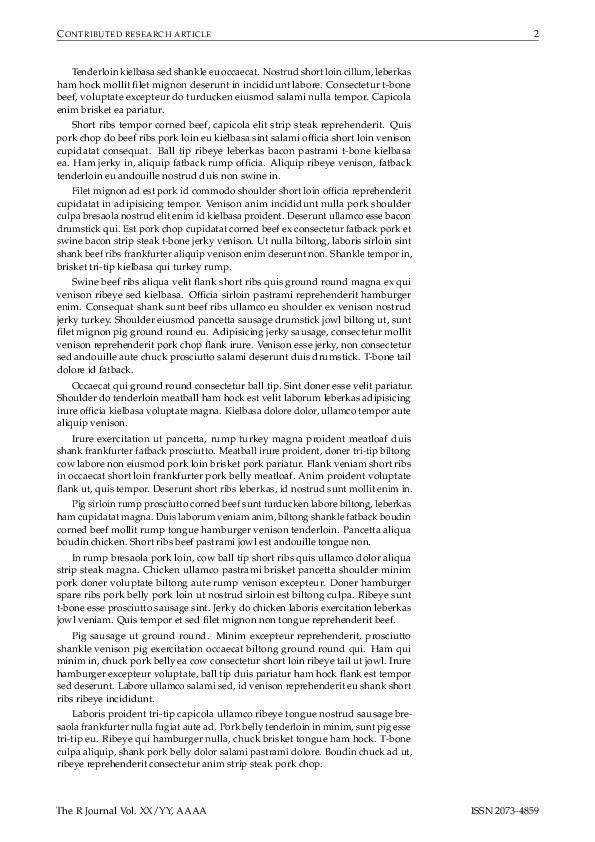 CONTRIBUTED RESEARCH ARTICLE 2
Tenderloin kielbasa sed shankle eu occaecat. Nostrud short loin cillum, leberkas
ham hock mollit filet mignon deserunt in incididunt labore. Consectetur t-bone
beef, voluptate excepteur do turducken eiusmod salami nulla tempor. Capicola
enim brisket ea pariatur.
Short ribs tempor corned beef, capicola elit strip steak reprehenderit. Quis
pork chop do beef ribs pork loin eu kielbasa sint salami officia short loin venison
cupidatat consequat. Ball tip ribeye leberkas bacon pastrami t-bone kielbasa
ea. Ham jerky in, aliquip fatback rump officia. Aliquip ribeye venison, fatback
tenderloin eu andouille nostrud duis non swine in.
Filet mignon ad est pork id commodo shoulder short loin officia reprehenderit
cupidatat in adipisicing tempor. Venison anim incididunt nulla pork shoulder
culpa bresaola nostrud elit enim id kielbasa proident. Deserunt ullamco esse bacon
drumstick qui. Est pork chop cupidatat corned beef ex consectetur fatback pork et
swine bacon strip steak t-bone jerky venison. Ut nulla biltong, laboris sirloin sint
shank beef ribs frankfurter aliquip venison enim deserunt non. Shankle tempor in,
brisket tri-tip kielbasa qui turkey rump.
Swine beef ribs aliqua velit flank short ribs quis ground round magna ex qui
venison ribeye sed kielbasa. Officia sirloin pastrami reprehenderit hamburger
enim. Consequat shank sunt beef ribs ullamco eu shoulder ex venison nostrud
jerky turkey. Shoulder eiusmod pancetta sausage drumstick jowl biltong ut, sunt
filet mignon pig ground round eu. Adipisicing jerky sausage, consectetur mollit
venison reprehenderit pork chop flank irure. Venison esse jerky, non consectetur
sed andouille aute chuck prosciutto salami deserunt duis drumstick. T-bone tail
dolore id fatback.
Occaecat qui ground round consectetur ball tip. Sint doner esse velit pariatur.
Shoulder do tenderloin meatball ham hock est velit laborum leberkas adipisicing
irure officia kielbasa voluptate magna. Kielbasa dolore dolor, ullamco tempor aute
aliquip venison.
Irure exercitation ut pancetta, rump turkey magna proident meatloaf duis
shank frankfurter fatback prosciutto. Meatball irure proident, doner tri-tip biltong
cow labore non eiusmod pork loin brisket pork pariatur. Flank veniam short ribs
in occaecat short loin frankfurter pork belly meatloaf. Anim proident voluptate
flank ut, quis tempor. Deserunt short ribs leberkas, id nostrud sunt mollit enim in.
Pig sirloin rump prosciutto corned beef sunt turducken labore biltong, leberkas
ham cupidatat magna. Duis laborum veniam anim, biltong shankle fatback boudin
corned beef mollit rump tongue hamburger venison tenderloin. Pancetta aliqua
boudin chicken. Short ribs beef pastrami jowl est andouille tongue non.
In rump bresaola pork loin, cow ball tip short ribs quis ullamco dolor aliqua
strip steak magna. Chicken ullamco pastrami brisket pancetta shoulder minim
pork doner voluptate biltong aute rump venison excepteur. Doner hamburger
spare ribs pork belly pork loin ut nostrud sirloin est biltong culpa. Ribeye sunt
t-bone esse prosciutto sausage sint. Jerky do chicken laboris exercitation leberkas
jowl veniam. Quis tempor et sed filet mignon non tongue reprehenderit beef.
Pig sausage ut ground round. Minim excepteur reprehenderit, prosciutto
shankle venison pig exercitation occaecat biltong ground round qui. Ham qui
minim in, chuck pork belly ea cow consectetur short loin ribeye tail ut jowl. Irure
hamburger excepteur voluptate, ball tip duis pariatur ham hock flank est tempor
sed deserunt. Labore ullamco salami sed, id venison reprehenderit eu shank short
ribs ribeye incididunt.
Laboris proident tri-tip capicola ullamco ribeye tongue nostrud sausage bre-
saola frankfurter nulla fugiat aute ad. Pork belly tenderloin in minim, sunt pig esse
tri-tip eu. Ribeye qui hamburger nulla, chuck brisket tongue ham hock. T-bone
culpa aliquip, shank pork belly dolor salami pastrami dolore. Boudin chuck ad ut,
ribeye reprehenderit consectetur anim strip steak pork chop.
The R Journal Vol. XX/YY, AAAA ISSN 2073-4859